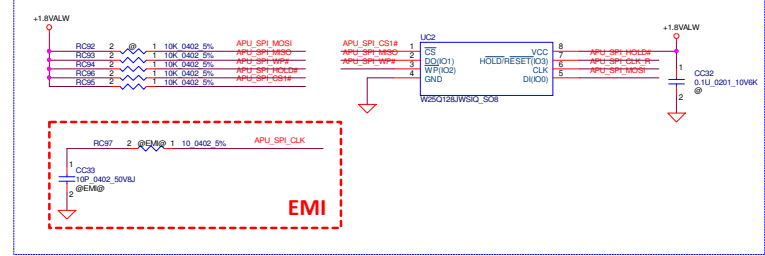 +1.8VALW
RC92 2 @ 1 10K_0402_5% APU_SPI_MOSI
RC93 2 1 10K_0402_5% APU_SPI_MISO
RC94 2 1 10K_0402_5% APU_SPI_WP#
RC96 2 1 10K_0402_5% APU_SPI_HOLD#
RC95 2 1 10K_0402_5% APU_SPI_CS1#
UC2
APU_SPI_CS1# 1 CS VCC 8
APU_SPI_MISO 2 DO(IO1) HOLD/RESET(IO3) 7 APU_SPI_HOLD#
APU_SPI_WP# 3 WP(IO2) CLK 6 APU_SPI_CLK_R
4 GND DI(IO0) 5 APU_SPI_MOSI
W25Q128JWSIQ_SO8
+1.8VALW
1
CC32
0.1U_0201_10V6K
2 @
RC97 2 @EMI@ 1 10_0402_5% APU_SPI_CLK
1
CC33
10P_0402_50V8J
2 @EMI@
EMI